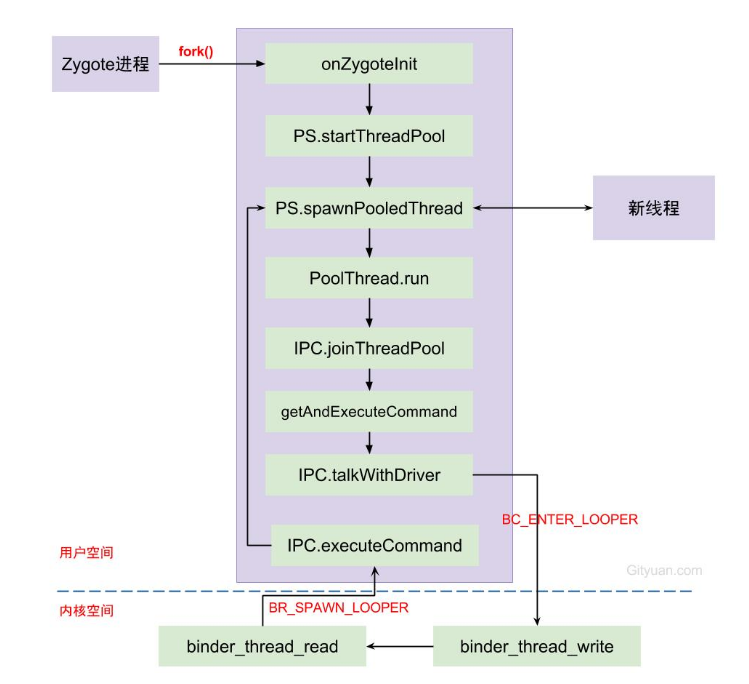 Zygote进程
fork()
onZygoteInit
PS.startThreadPool
PS.spawnPooledThread
新线程
PoolThread.run
IPC.joinThreadPool
getAndExecuteCommand
IPC.talkWithDriver
BC_ENTER_LOOPER
IPC.executeCommand
用户空间
Gityuan.com
内核空间
BR_SPAWN_LOOPER
binder_thread_read
binder_thread_write